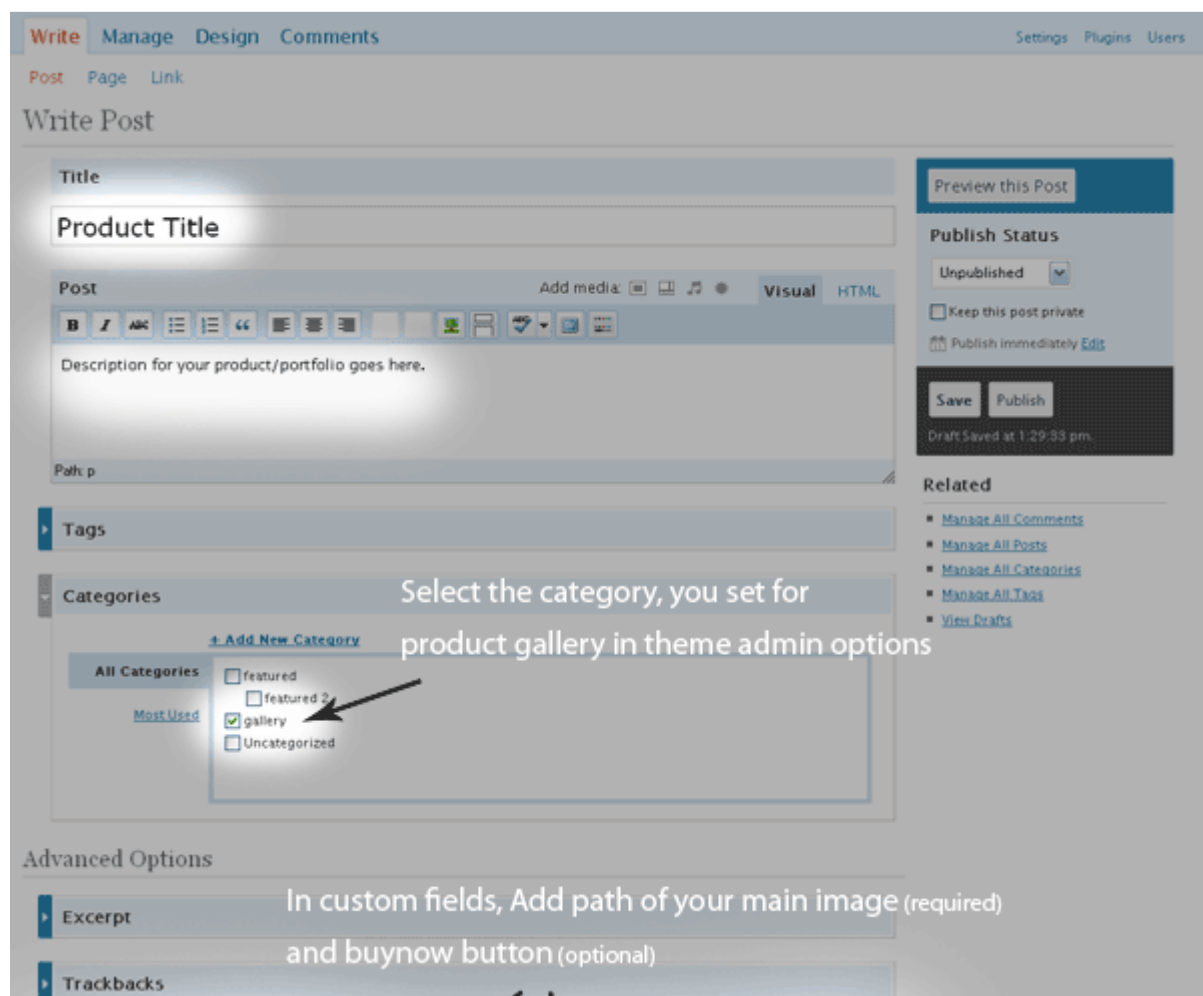 Write Manage Design Comments Settings Plugins Users
Post Page Link
Write Post
Title
Product Title
Post Add media: Visual HTML
B I ABC
Description for your product/portfolio goes here.
Path: p
Tags
Categories
+ Add New Category
All Categories
Most Used
featured
featured 2
gallery
Uncategorized
Select the category, you set for
product gallery in theme admin options
Advanced Options
Excerpt
Trackbacks
In custom fields, Add path of your main image (required)
and buynow button (optional)
Preview this Post
Publish Status
Unpublished
Keep this post private
Publish immediately Edit
Save Publish
Draft Saved at 1:29:33 pm.
Related
Manage All Comments
Manage All Posts
Manage All Categories
Manage All Tags
View Drafts